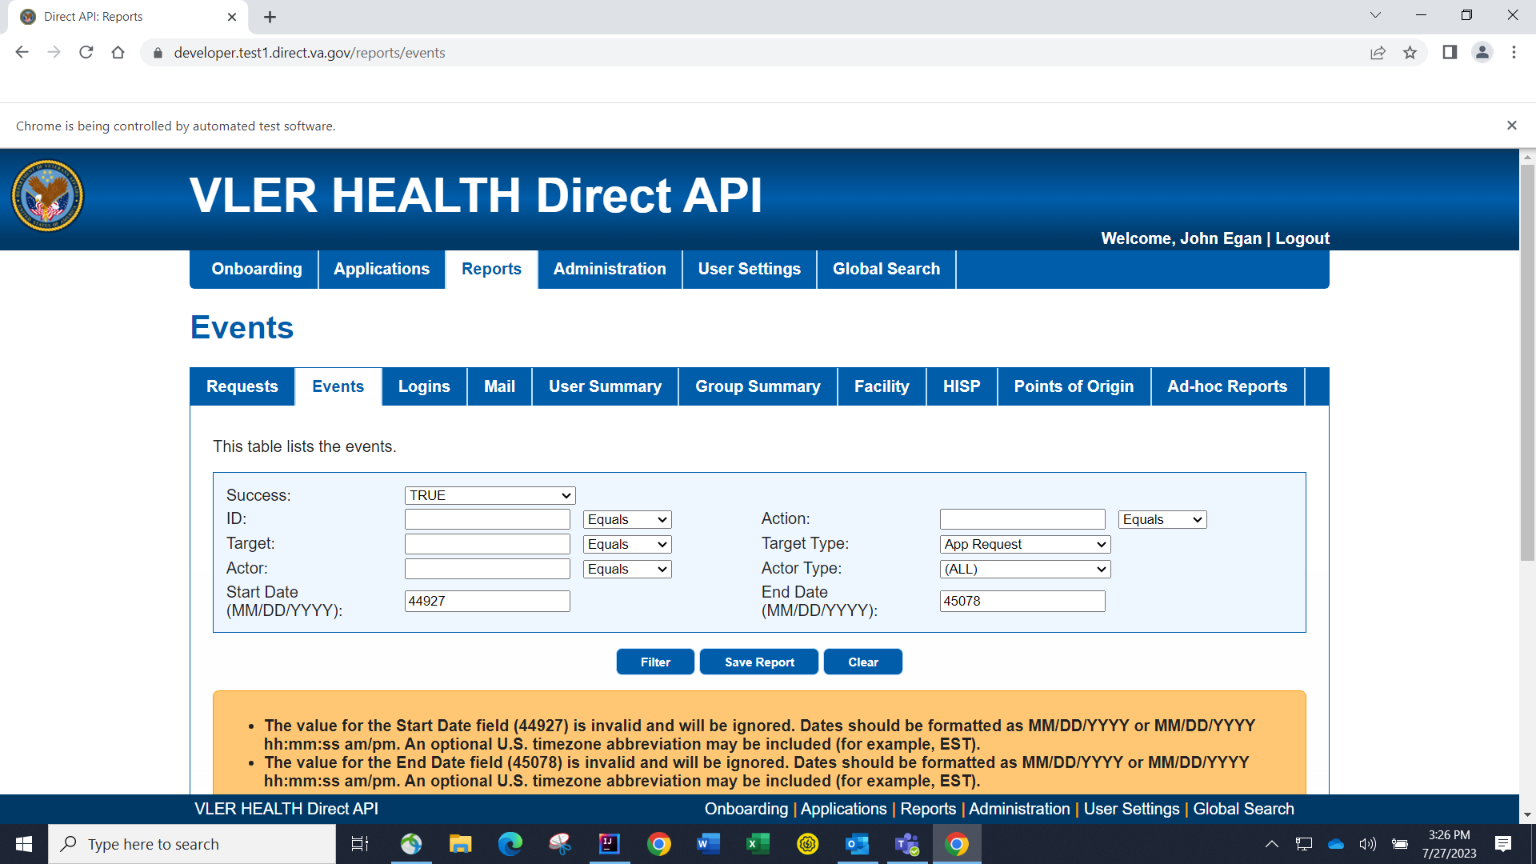 Direct API: Reports
developer.test1.direct.va.gov/reports/events
Chrome is being controlled by automated test software.
VLER HEALTH Direct API
Welcome, John Egan | Logout
Onboarding Applications Reports Administration User Settings Global Search
Events
Requests Events Logins Mail User Summary Group Summary Facility HISP Points of Origin Ad-hoc Reports
This table lists the events.
Success: TRUE
ID: Equals Action: Equals
Target: Equals Target Type: App Request
Actor: Equals Actor Type: (ALL)
Start Date End Date
(MM/DD/YYYY): 44927 (MM/DD/YYYY): 45078
Filter Save Report Clear
• The value for the Start Date field (44927) is invalid and will be ignored. Dates should be formatted as MM/DD/YYYY or MM/DD/YYYY
hh:mm:ss am/pm. An optional U.S. timezone abbreviation may be included (for example, EST).
• The value for the End Date field (45078) is invalid and will be ignored. Dates should be formatted as MM/DD/YYYY or MM/DD/YYYY
hh:mm:ss am/pm. An optional U.S. timezone abbreviation may be included (for example, EST).
VLER HEALTH Direct API Onboarding | Applications | Reports | Administration | User Settings | Global Search
Type here to search
3:26 PM
7/27/2023